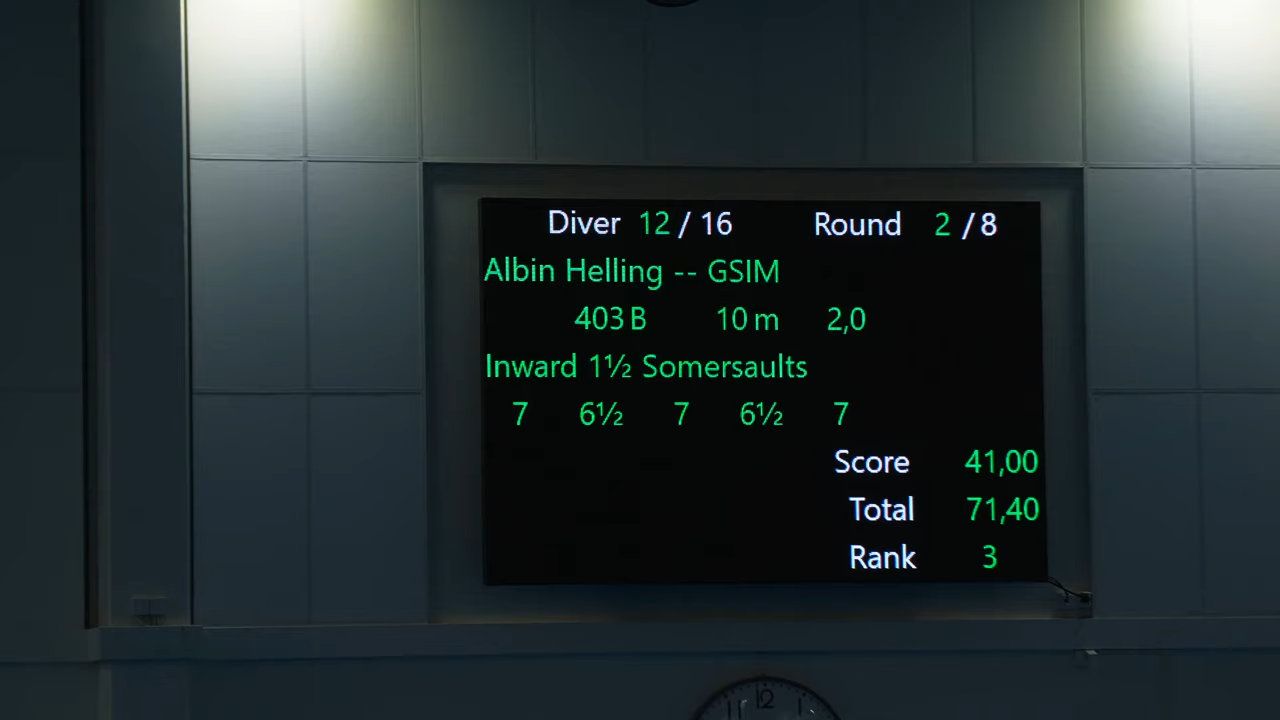 Diver 12 / 16 Round 2 / 8
Albin Helling -- GSIM
403 B 10 m 2,0
Inward 1½ Somersaults
7 6½ 7 6½ 7
Score 41,00
Total 71,40
Rank 3
12